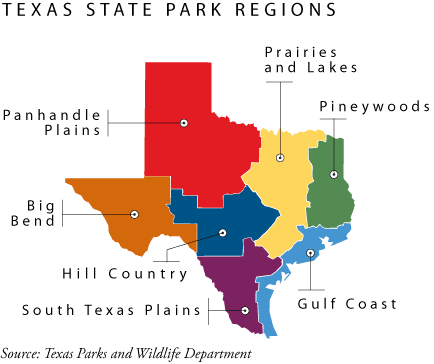 TEXAS STATE PARK REGIONS
Prairies
and Lakes
Pineywoods
Panhandle
Plains
Big
Bend
Hill Country
South Texas Plains
Gulf Coast
Source: Texas Parks and Wildlife Department